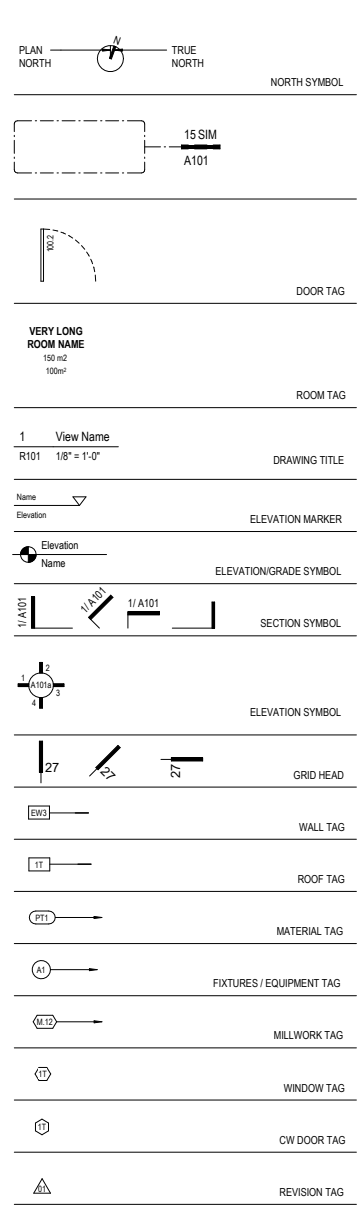 PLAN NORTH
N
TRUE NORTH
NORTH SYMBOL
15 SIM
A101
100.2
DOOR TAG
VERY LONG
ROOM NAME
150 m2
100m²
ROOM TAG
1 View Name
R101 1/8" = 1'-0"
DRAWING TITLE
Name
Elevation
ELEVATION MARKER
Elevation
Name
ELEVATION/GRADE SYMBOL
1/ A101
1/ A101
1/ A101
SECTION SYMBOL
2
1
A101a
3
4
ELEVATION SYMBOL
27
27
27
GRID HEAD
EW3
WALL TAG
1T
ROOF TAG
PT1
MATERIAL TAG
A1
FIXTURES / EQUIPMENT TAG
M.12
MILLWORK TAG
1T
WINDOW TAG
1T
CW DOOR TAG
01
REVISION TAG